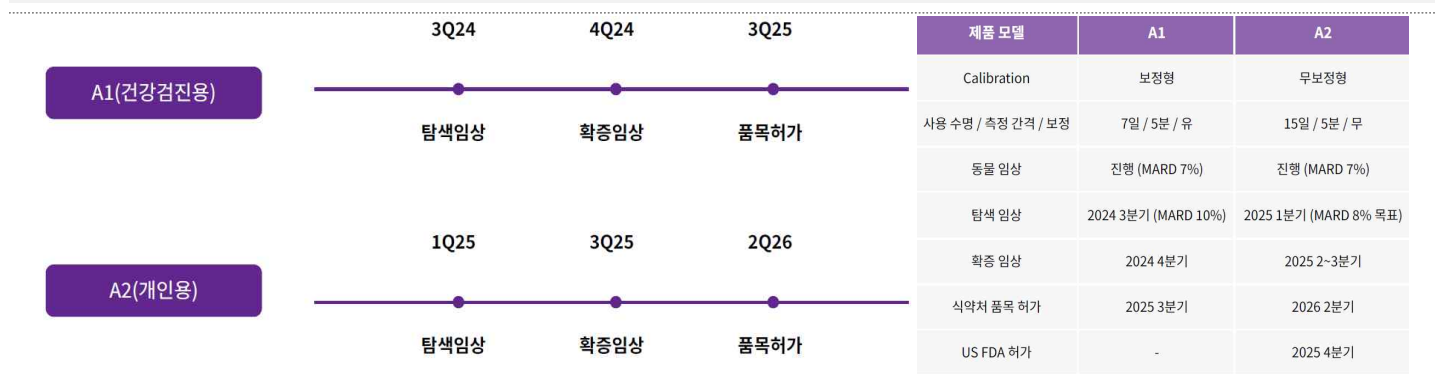 3Q24 4Q24 3Q25
A1(건강검진용)
탐색임상 확증임상 품목허가
1Q25 3Q25 2Q26
A2(개인용)
탐색임상 확증임상 품목허가
제품 모델 A1 A2
Calibration 보정형 무보정형
사용 수명 / 측정 간격 / 보정 7일 / 5분 / 유 15일 / 5분 / 무
동물 임상 진행 (MARD 7%) 진행 (MARD 7%)
탐색 임상 2024 3분기 (MARD 10%) 2025 1분기 (MARD 8% 목표)
확증 임상 2024 4분기 2025 2~3분기
식약처 품목 허가 2025 3분기 2026 2분기
US FDA 허가 - 2025 4분기